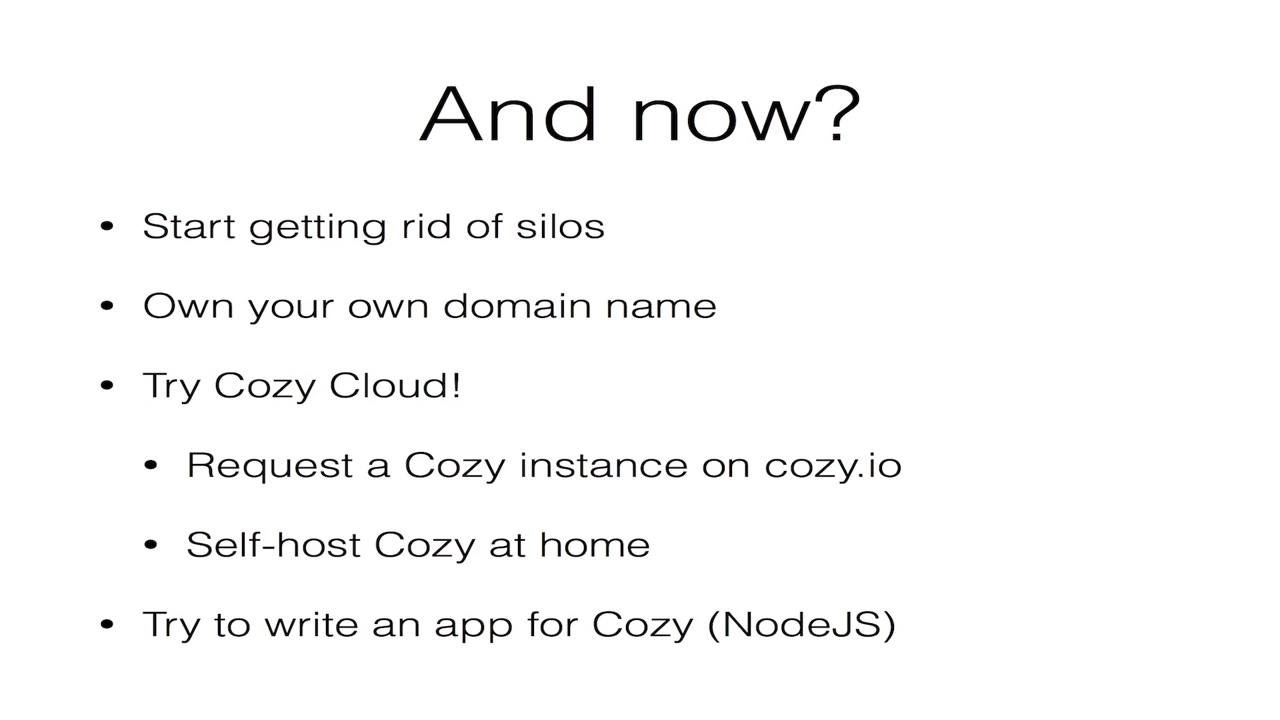 And now?
• Start getting rid of silos
• Own your own domain name
• Try Cozy Cloud!
• Request a Cozy instance on cozy.io
• Self-host Cozy at home
• Try to write an app for Cozy (NodeJS)